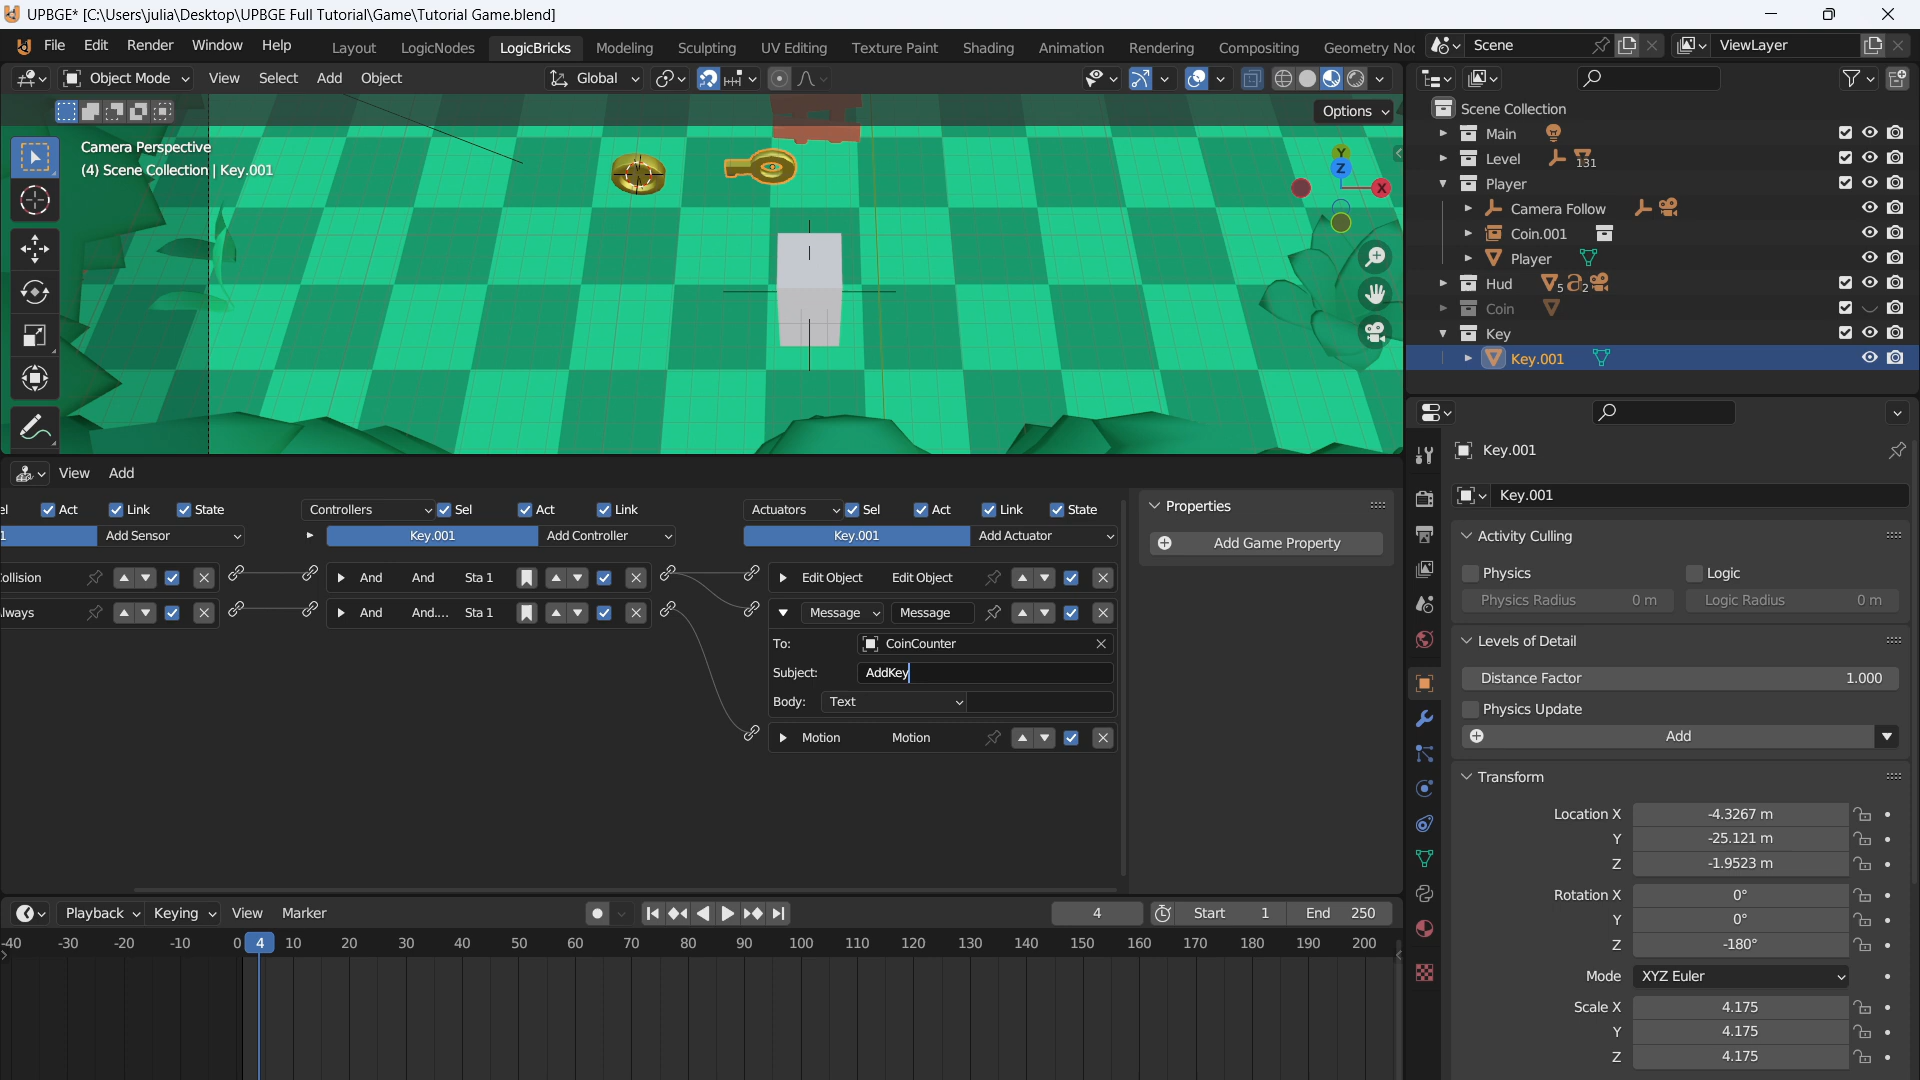 UPBGE* [C:\Users\julia\Desktop\UPBGE Full Tutorial\Game\Tutorial Game.blend]
File Edit Render Window Help Layout LogicNodes LogicBricks Modeling Sculpting UV Editing Texture Paint Shading Animation Rendering Compositing Geometry Noc Scene ViewLayer
Object Mode View Select Add Object Global
Options
Camera Perspective
(4) Scene Collection | Key.001
Y
Z
X
Scene Collection
Main
Level 131
Player
Camera Follow
Coin.001
Player
Hud 5 2
Coin
Key
Key.001
View Add
el Act Link State Controllers Sel Act Link Actuators Sel Act Link State
1 Add Sensor Key.001 Add Controller Key.001 Add Actuator
ollision And And Sta 1 Edit Object Edit Object
lways And And.... Sta 1 Message Message
To: CoinCounter
Subject: AddKey
Body: Text
Motion Motion
Properties
Add Game Property
Key.001
Key.001
Activity Culling
Physics Logic
Physics Radius 0 m Logic Radius 0 m
Levels of Detail
Distance Factor 1.000
Physics Update
Add
Transform
Location X -4.3267 m
Y -25.121 m
Z -1.9523 m
Rotation X 0°
Y 0°
Z -180°
Mode XYZ Euler
Scale X 4.175
Y 4.175
Z 4.175
Playback Keying View Marker 4 Start 1 End 250
-40 -30 -20 -10 0 4 10 20 30 40 50 60 70 80 90 100 110 120 130 140 150 160 170 180 190 200